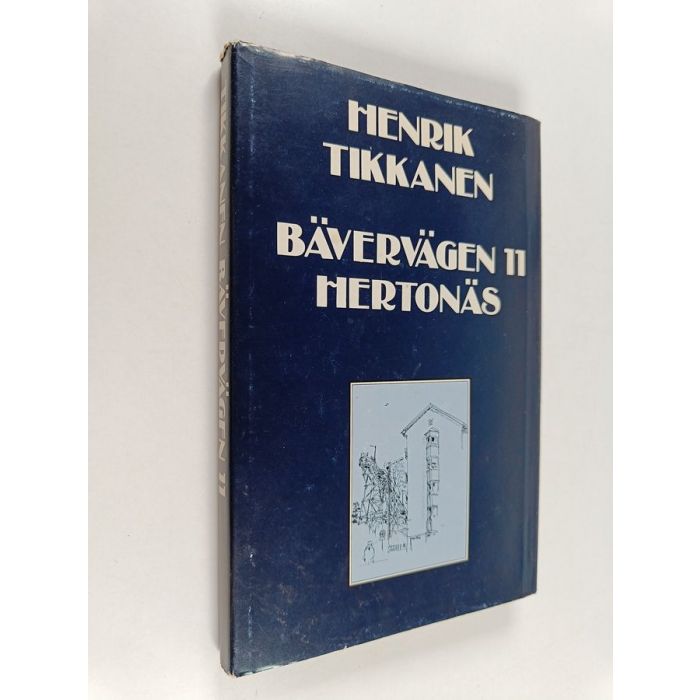 HENRIK
TIKKANEN
BÄVERVÄGEN 11
HERTONÄS
TIKKANEN BÄVERVÄGEN 11